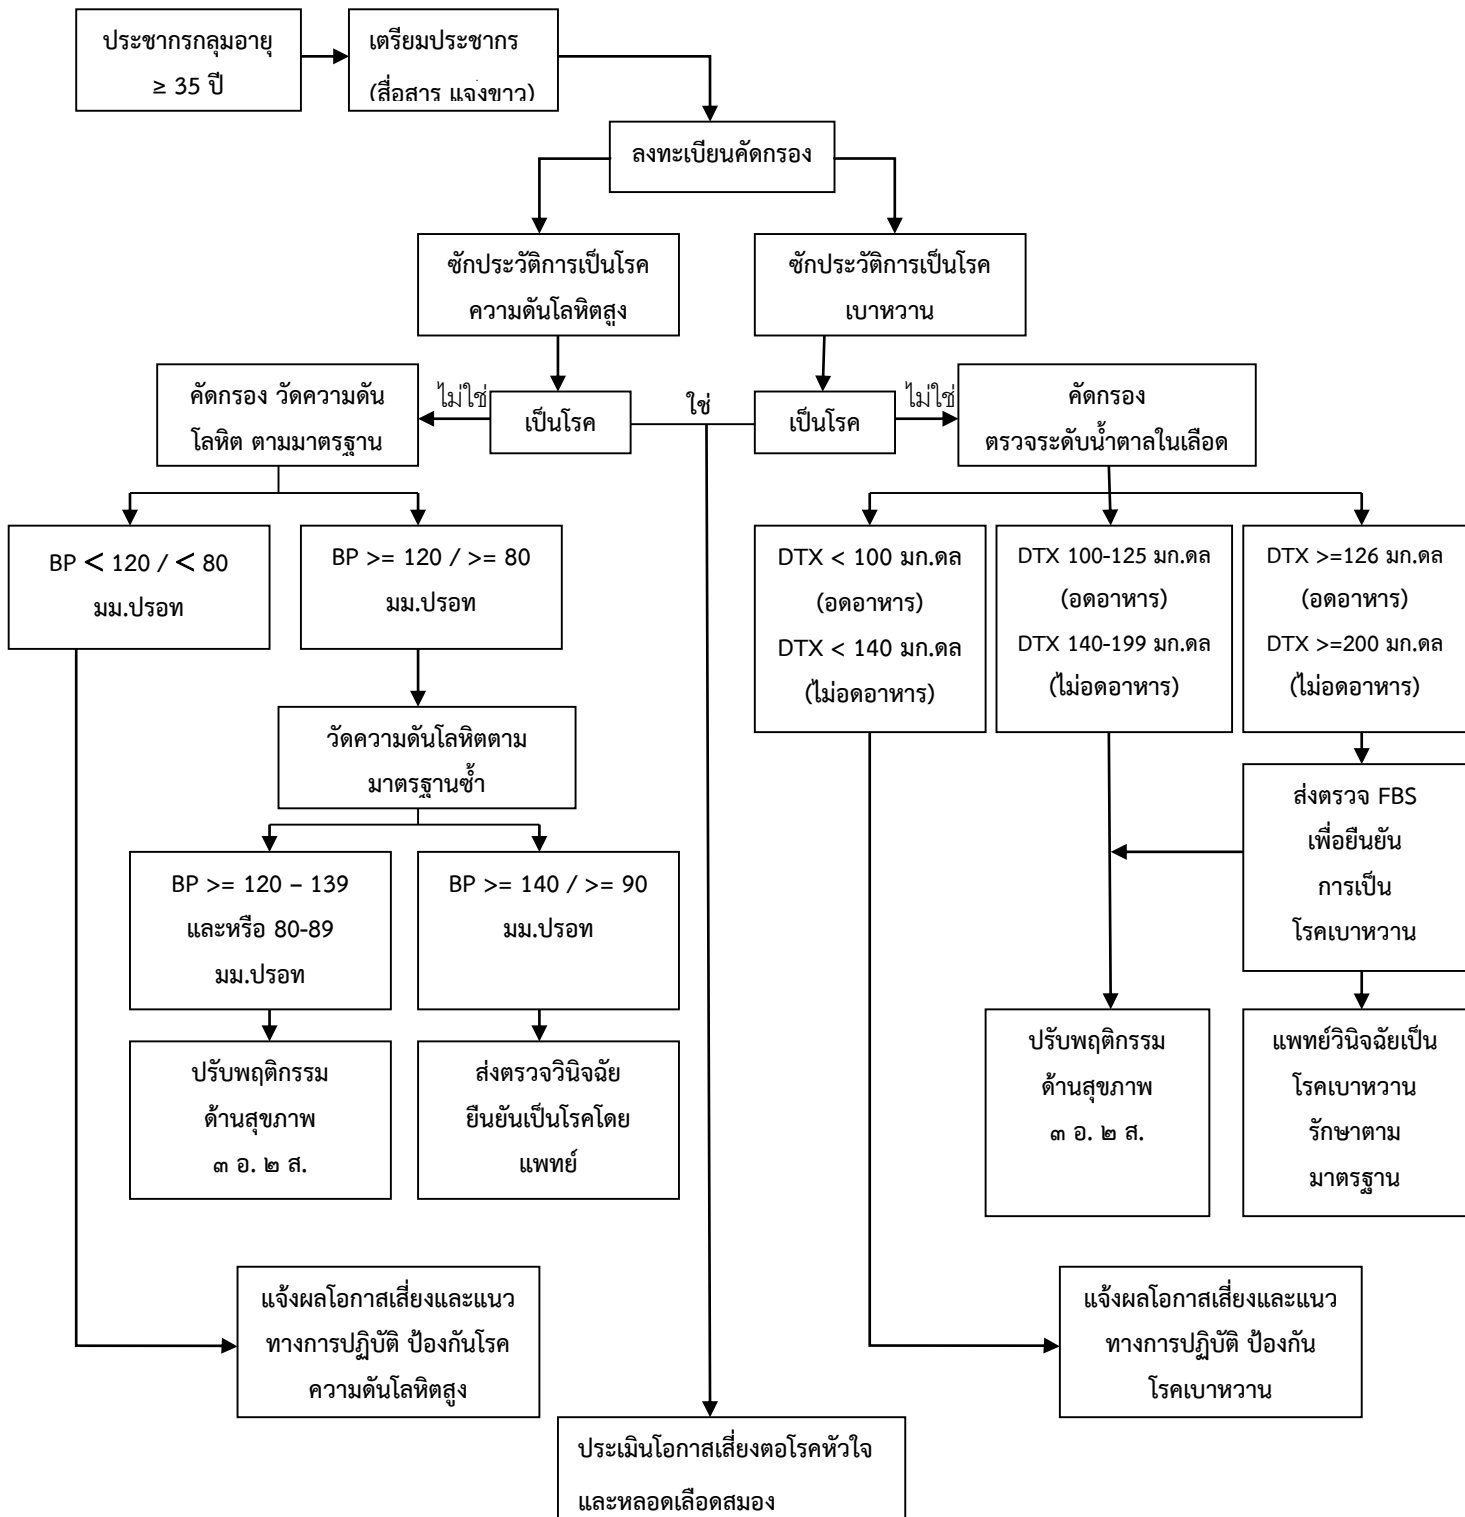 ประชากรกลุมอายุ
≥ 35 ปี
เตรียมประชากร
(สื่อสาร แจงขาว)
ลงทะเบียนคัดกรอง
ซักประวัติการเป็นโรค
ความดันโลหิตสูง
ซักประวัติการเป็นโรค
เบาหวาน
คัดกรอง วัดความดัน
โลหิต ตามมาตรฐาน
ไม่ใช่
เป็นโรค
ใช่
เป็นโรค
ไม่ใช่
คัดกรอง
ตรวจระดับน้ำตาลในเลือด
BP < 120 / < 80
มม.ปรอท
BP >= 120 / >= 80
มม.ปรอท
DTX < 100 มก.ดล
(อดอาหาร)
DTX < 140 มก.ดล
(ไม่อดอาหาร)
DTX 100-125 มก.ดล
(อดอาหาร)
DTX 140-199 มก.ดล
(ไม่อดอาหาร)
DTX >=126 มก.ดล
(อดอาหาร)
DTX >=200 มก.ดล
(ไม่อดอาหาร)
วัดความดันโลหิตตาม
มาตรฐานซ้ำ
ส่งตรวจ FBS
เพื่อยืนยัน
การเป็น
โรคเบาหวาน
BP >= 120 – 139
และหรือ 80-89
มม.ปรอท
BP >= 140 / >= 90
มม.ปรอท
ปรับพฤติกรรม
ด้านสุขภาพ
๓ อ. ๒ ส.
ส่งตรวจวินิจฉัย
ยืนยันเป็นโรคโดย
แพทย์
ปรับพฤติกรรม
ด้านสุขภาพ
๓ อ. ๒ ส.
แพทย์วินิจฉัยเป็น
โรคเบาหวาน
รักษาตาม
มาตรฐาน
แจ้งผลโอกาสเสี่ยงและแนว
ทางการปฏิบัติ ป้องกันโรค
ความดันโลหิตสูง
แจ้งผลโอกาสเสี่ยงและแนว
ทางการปฏิบัติ ป้องกัน
โรคเบาหวาน
ประเมินโอกาสเสี่ยงตอโรคหัวใจ
และหลอดเลือดสมอง